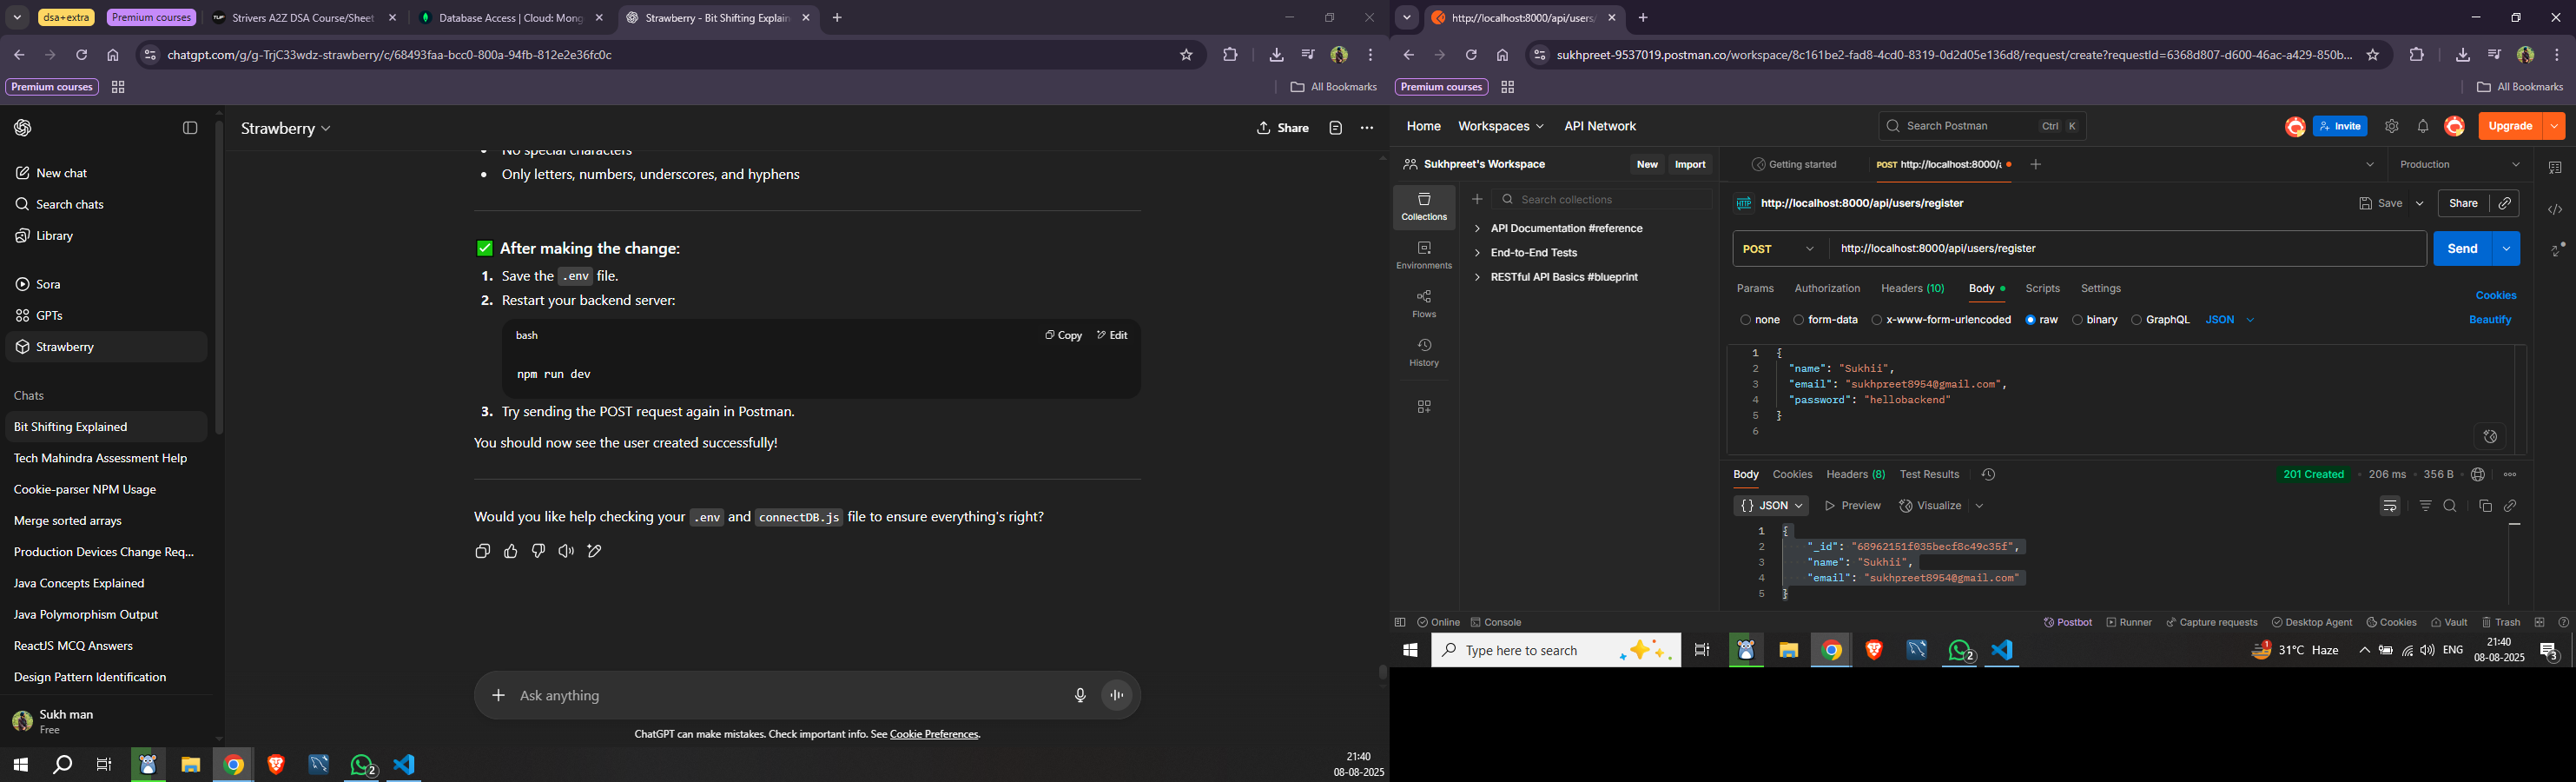 dsa+extra
Premium courses
Strivers A2Z DSA Course/Sheet
Database Access | Cloud: Mong
Strawberry - Bit Shifting Explain
chatgpt.com/g/g-TrjC33wdz-strawberry/c/68493faa-bcc0-800a-94fb-812e2e36fc0c
Premium courses
All Bookmarks
Strawberry
Share
New chat
Search chats
Library
Sora
GPTs
Strawberry
Chats
Bit Shifting Explained
Tech Mahindra Assessment Help
Cookie-parser NPM Usage
Merge sorted arrays
Production Devices Change Req...
Java Concepts Explained
Java Polymorphism Output
ReactJS MCQ Answers
Design Pattern Identification
Sukh man
Free
• No special characters
• Only letters, numbers, underscores, and hyphens
✅ After making the change:
1. Save the .env file.
2. Restart your backend server:
bash
Copy
Edit
npm run dev
3. Try sending the POST request again in Postman.
You should now see the user created successfully!
Would you like help checking your .env and connectDB.js file to ensure everything's right?
Ask anything
ChatGPT can make mistakes. Check important info. See Cookie Preferences.
2
21:40
08-08-2025
http://localhost:8000/api/users/
sukhpreet-9537019.postman.co/workspace/8c161be2-fad8-4cd0-8319-0d2d05e136d8/request/create?requestId=6368d807-d600-46ac-a429-850b...
Premium courses
All Bookmarks
Home
Workspaces
API Network
Search Postman
Ctrl K
Invite
Upgrade
Sukhpreet's Workspace
New
Import
Getting started
POST http://localhost:8000/a
Production
Collections
Environments
Flows
History
Search collections
API Documentation #reference
End-to-End Tests
RESTful API Basics #blueprint
HTTP
http://localhost:8000/api/users/register
Save
Share
POST
http://localhost:8000/api/users/register
Send
Params
Authorization
Headers (10)
Body
Scripts
Settings
Cookies
none
form-data
x-www-form-urlencoded
raw
binary
GraphQL
JSON
Beautify
1 {
2 "name": "Sukhii",
3 "email": "sukhpreet8954@gmail.com",
4 "password": "hellobackend"
5 }
6
Body
Cookies
Headers (8)
Test Results
201 Created
206 ms
356 B
{} JSON
Preview
Visualize
1 {
2 "_id": "68962151f035becf8c49c35f",
3 "name": "Sukhii",
4 "email": "sukhpreet8954@gmail.com"
5 }
Online
Console
Postbot
Runner
Capture requests
Desktop Agent
Cookies
Vault
Trash
Type here to search
2
1
31°C Haze
ENG
21:40
08-08-2025
3